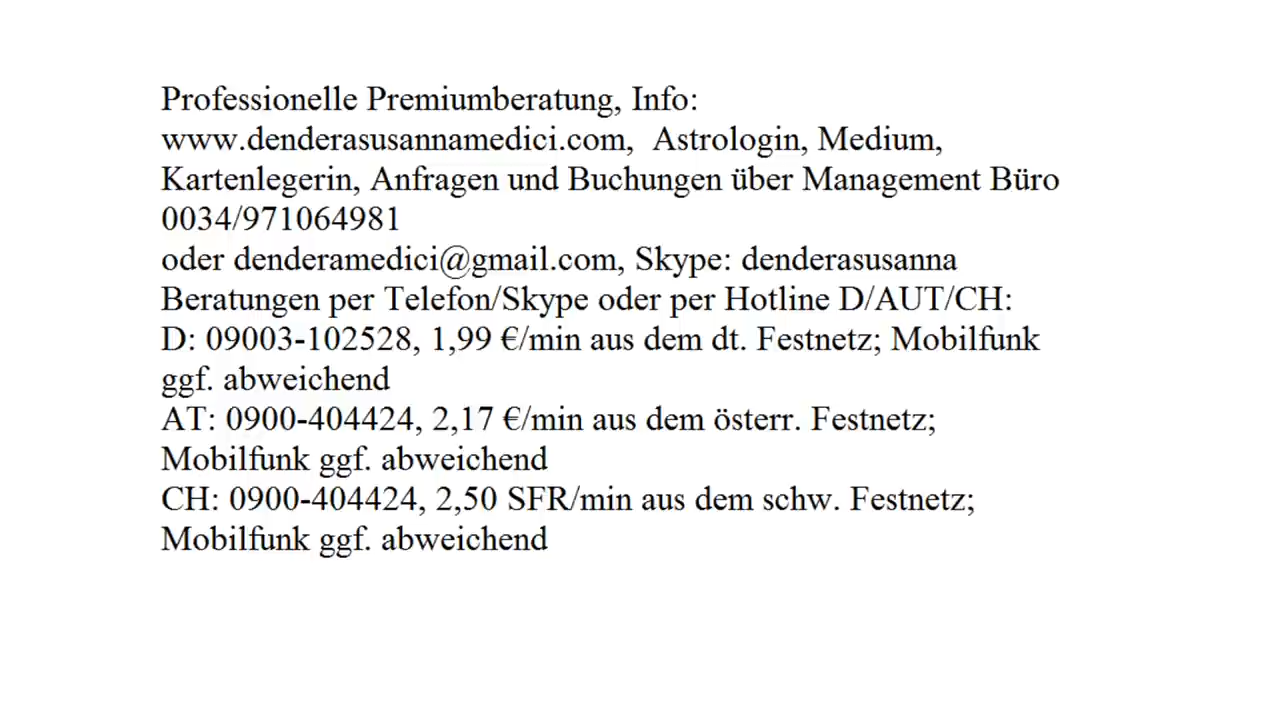 Professionelle Premiumberatung, Info:
www.denderasusannamedici.com,  Astrologin, Medium,
Kartenlegerin, Anfragen und Buchungen über Management Büro
0034/971064981
oder denderamedici@gmail.com, Skype: denderasusanna
Beratungen per Telefon/Skype oder per Hotline D/AUT/CH:
D: 09003-102528, 1,99 €/min aus dem dt. Festnetz; Mobilfunk
ggf. abweichend
AT: 0900-404424, 2,17 €/min aus dem österr. Festnetz;
Mobilfunk ggf. abweichend
CH: 0900-404424, 2,50 SFR/min aus dem schw. Festnetz;
Mobilfunk ggf. abweichend